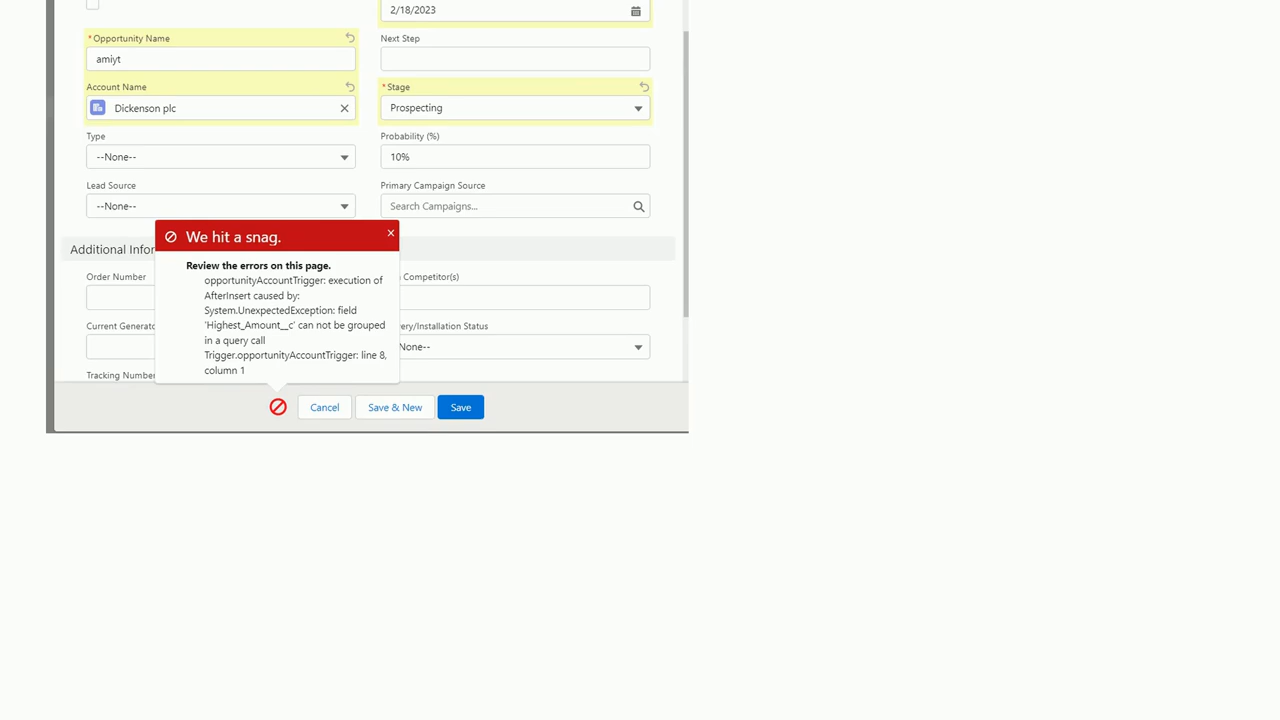 2/18/2023
*Opportunity Name
Next Step
amiyt
Account Name
*Stage
Dickenson plc
Prospecting
Type
Probability (%)
--None--
10%
Lead Source
Primary Campaign Source
--None--
Search Campaigns...
We hit a snag.
Additional Infor
Review the errors on this page.
opportunityAccountTrigger: execution of
AfterInsert caused by:
System.UnexpectedException: field
'Highest_Amount__c' can not be grouped
in a query call
Trigger.opportunityAccountTrigger: line 8,
column 1
Order Number
Competitor(s)
Current Generato
ery/Installation Status
None--
Tracking Number
Cancel
Save & New
Save